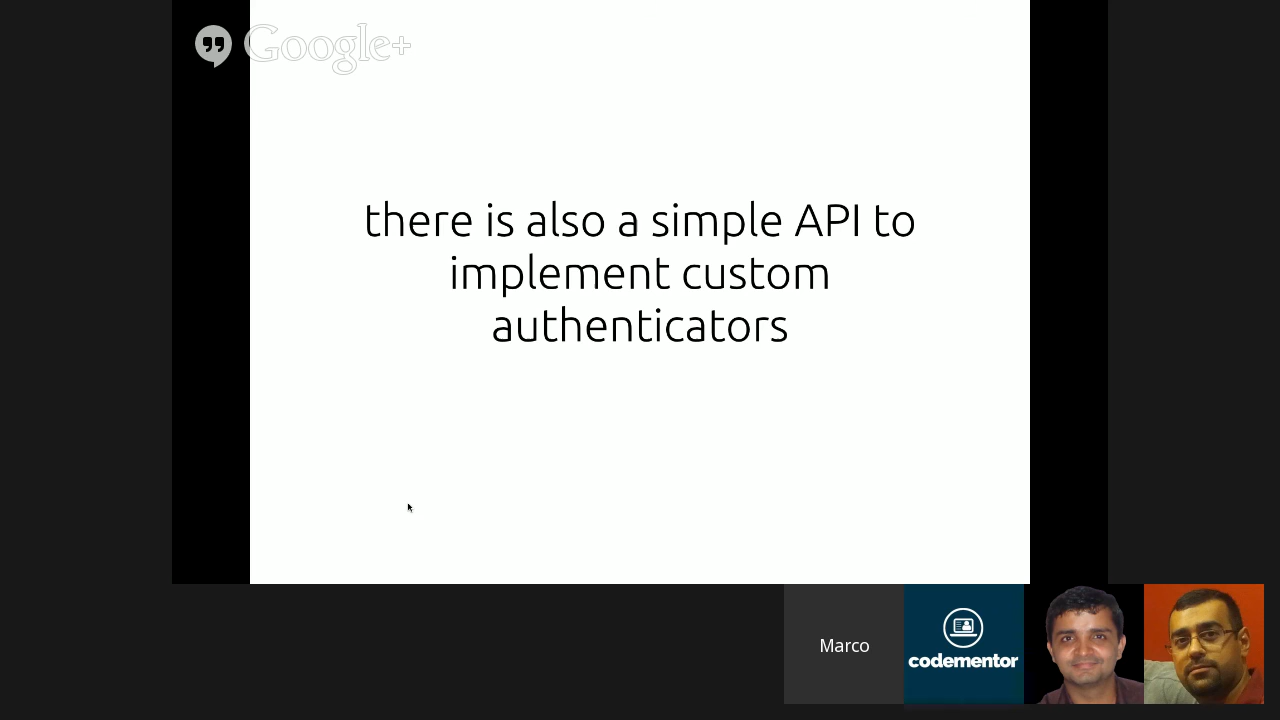 Google+
there is also a simple API to
implement custom
authenticators
Marco
codementor